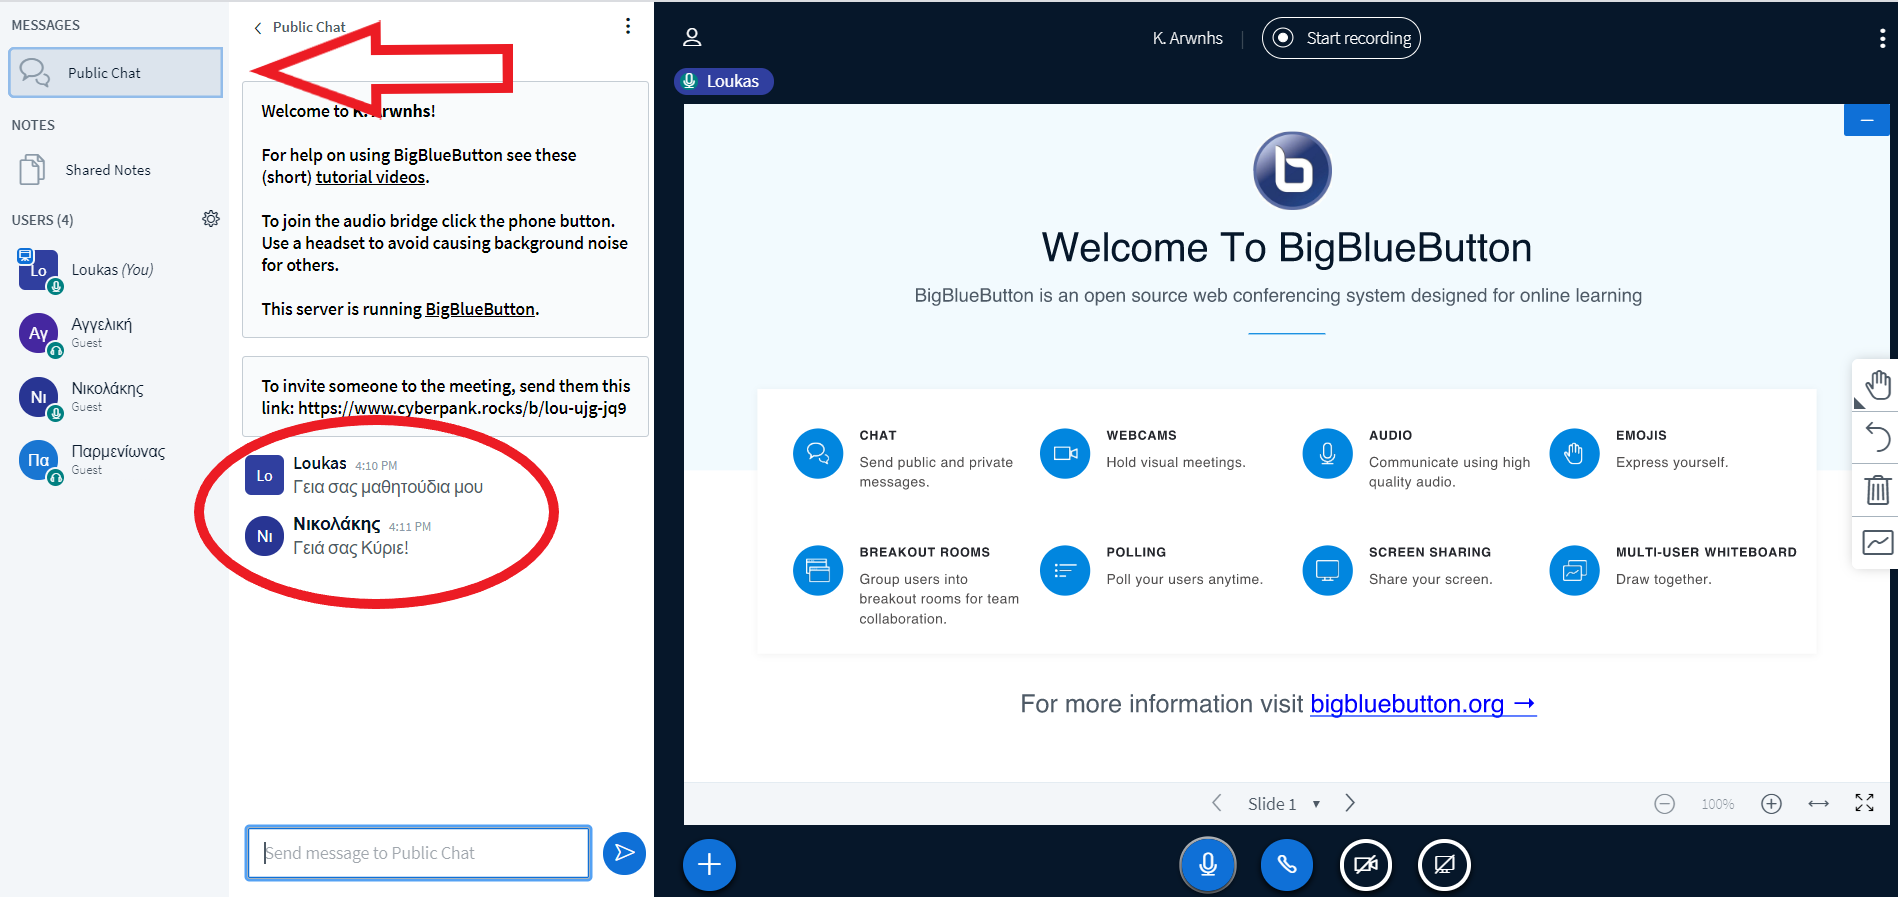 MESSAGES
Public Chat
NOTES
Shared Notes
USERS (4)
Lo
Loukas (You)
Αγ
Αγγελική
Guest
Νι
Νικολάκης
Guest
Πα
Παρμενίωνας
Guest
Public Chat
Welcome to K. Arwnhs!
For help on using BigBlueButton see these
(short) tutorial videos.
To join the audio bridge click the phone button.
Use a headset to avoid causing background noise
for others.
This server is running BigBlueButton.
To invite someone to the meeting, send them this
link: https://www.cyberpank.rocks/b/lou-ujg-jq9
Lo
Loukas 4:10 PM
Γεια σας μαθητούδια μου
Νι
Νικολάκης 4:11 PM
Γειά σας Κύριε!
Send message to Public Chat
K. Arwnhs
Start recording
Loukas
Welcome To BigBlueButton
BigBlueButton is an open source web conferencing system designed for online learning
CHAT
Send public and private
messages.
WEBCAMS
Hold visual meetings.
AUDIO
Communicate using high
quality audio.
EMOJIS
Express yourself.
BREAKOUT ROOMS
Group users into
breakout rooms for team
collaboration.
POLLING
Poll your users anytime.
SCREEN SHARING
Share your screen.
MULTI-USER WHITEBOARD
Draw together.
For more information visit bigbluebutton.org →
Slide 1
100%